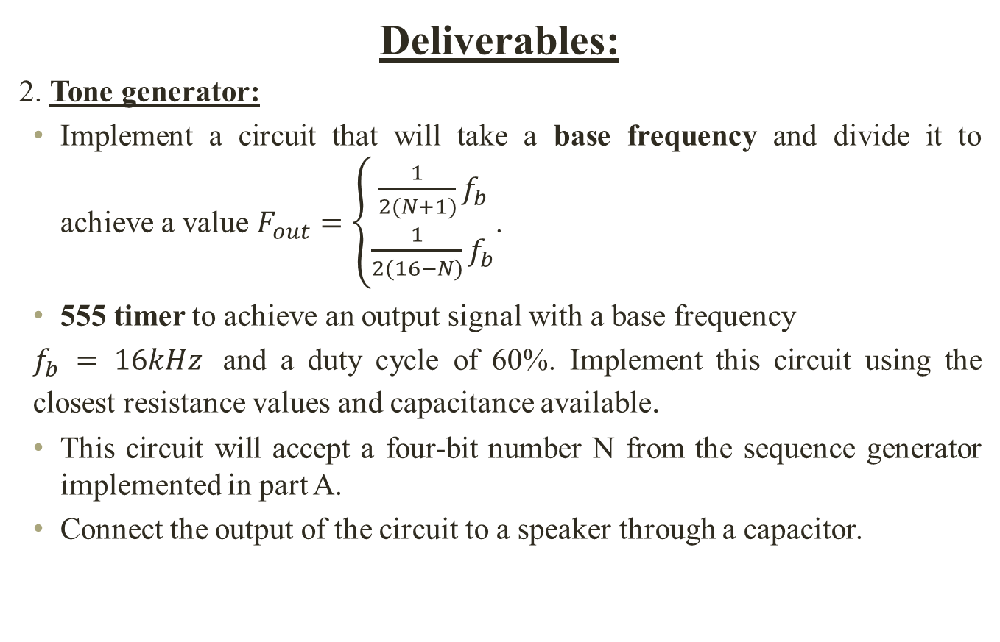 Deliverables:
2. Tone generator:
• Implement a circuit that will take a base frequency and divide it to
achieve a value F_{out} = \begin{cases} \frac{1}{2(N+1)} f_b \\ \frac{1}{2(16-N)} f_b \end{cases}.
• 555 timer to achieve an output signal with a base frequency
f_b = 16kHz and a duty cycle of 60%. Implement this circuit using the
closest resistance values and capacitance available.
• This circuit will accept a four-bit number N from the sequence generator
implemented in part A.
• Connect the output of the circuit to a speaker through a capacitor.